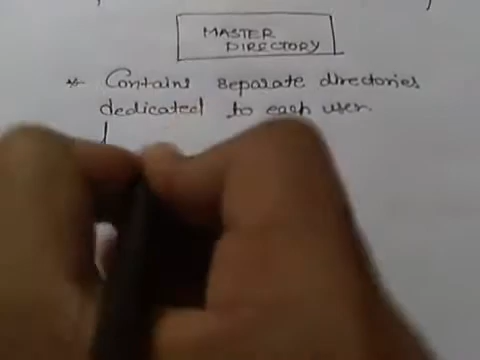 MASTER
DIRECTORY
* Contains separate directories
dedicated to each user.